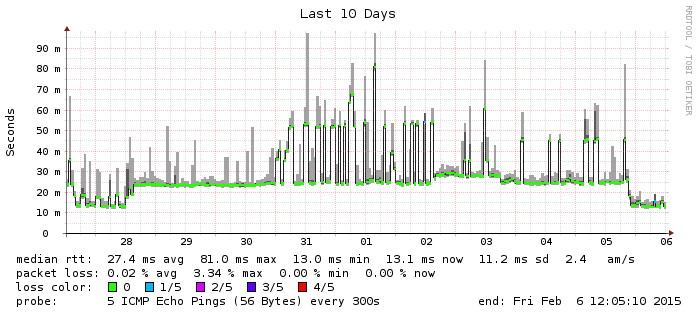 Last 10 Days
RRDTOOL / TOBI OETIKER
Seconds
90 m
80 m
70 m
60 m
50 m
40 m
30 m
20 m
10 m
0
28 29 30 31 01 02 03 04 05 06
median rtt: 27.4 ms avg 81.0 ms max 13.0 ms min 13.1 ms now 11.2 ms sd 2.4 am/s
packet loss: 0.02 % avg 3.34 % max 0.00 % min 0.00 % now
loss color: 0 1/5 2/5 3/5 4/5
probe: 5 ICMP Echo Pings (56 Bytes) every 300s end: Fri Feb 6 12:05:10 2015